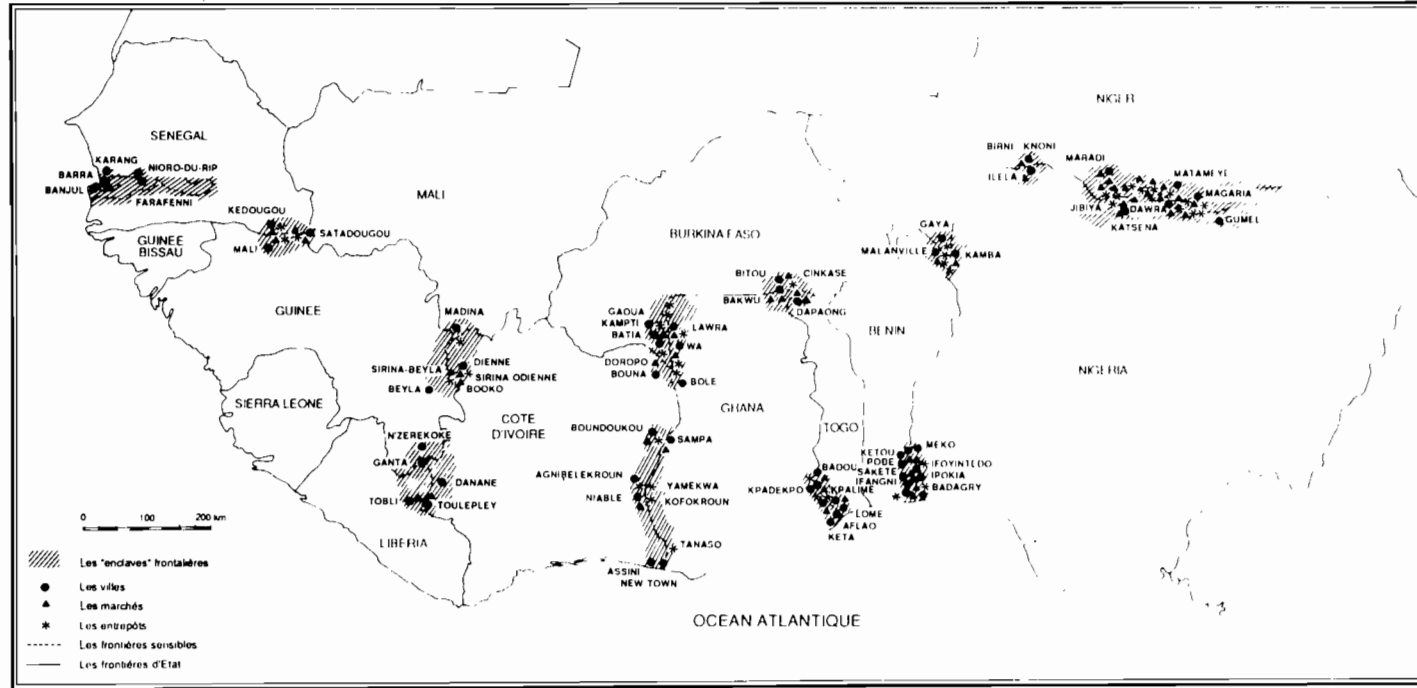 NIGER
SENEGAL
BIRNI KNONI
KARANG
NIORO-DU-RIP
MARADI
BARRA
MATAMEYE
ILELA
BANJUL
MAGARIA
FARAFENNI
MALI
JIBIYA
DAWRA
KEDOUGOU
GUMEL
KATSENA
SATADOUGOU
GAYA
GUINEE
BISSAU
BURKINA FASO
MALI
MALANVILLE
KAMBA
BITOU
CINKASE
BAKWU
GUINEE
MADINA
GAOUA
DAPAONG
KAMPTI
LAWRA
BENIN
BATIA
WA
DIENNE
DOROPO
SIRINA-BEYLA
NIGERIA
SIRINA ODIENNE
BOUNA
BEYLA
BOOKO
BOLE
SIERRA LEONE
GHANA
COTE
D'IVOIRE
TOGO
BOUNDOUKOU
N'ZEREKOKE
SAMPA
MEKO
KETOU
GANTA
POBE
IFOYINTEDO
BADOU
SAKETE
IPOKIA
AGNIBELEKROUN
IFANGNI
DANANE
YAMEKWA
BADAGRY
KPADEKPO
KPALIME
NIABLE
KOFOKROUN
TOBLI
TOULEPLEY
LOME
AFLAO
KETA
0 100 200 km
LIBERIA
TANASO
Les "enclaves" frontalières
ASSINI
NEW TOWN
Les villes
Les marchés
OCEAN ATLANTIQUE
Les entrepôts
Les frontières sensibles
Les frontières d'Etat